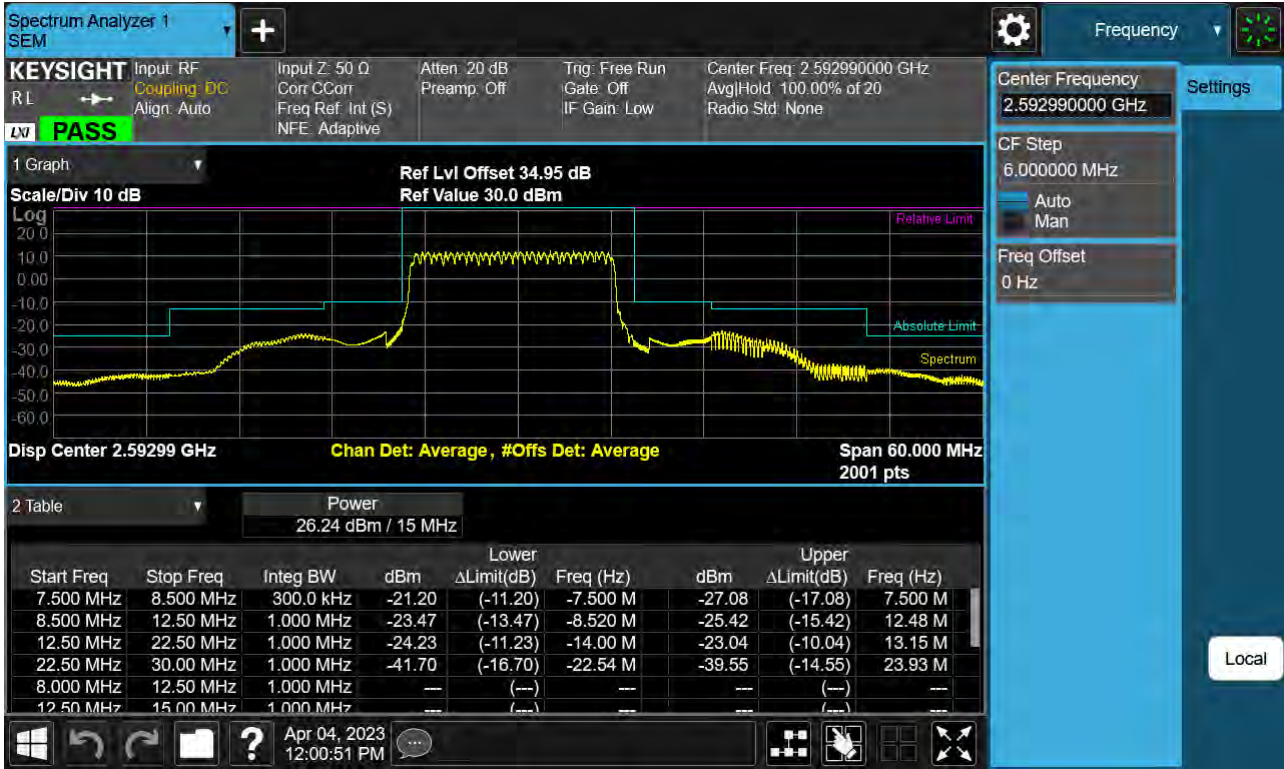 Spectrum Analyzer 1
SEM
+
Frequency
KEYSIGHT
Input: RF
Coupling: DC
Align: Auto
Input Z: 50 Ω
Corr CCorr
Freq Ref: Int (S)
NFE: Adaptive
Atten: 20 dB
Preamp: Off
Trig: Free Run
Gate: Off
IF Gain: Low
Center Freq: 2.592990000 GHz
Avg|Hold: 100.00% of 20
Radio Std: None
R L
LXI
PASS
Center Frequency
2.592990000 GHz
Settings
CF Step
6.000000 MHz
Auto
Man
Freq Offset
0 Hz
Local
1 Graph
Scale/Div 10 dB
Ref Lvl Offset 34.95 dB
Ref Value 30.0 dBm
Log
20.0
10.0
0.00
-10.0
-20.0
-30.0
-40.0
-50.0
-60.0
Relative Limit
Absolute Limit
Spectrum
Disp Center 2.59299 GHz
Chan Det: Average, #Offs Det: Average
Span 60.000 MHz
2001 pts
2 Table
Power
26.24 dBm / 15 MHz
Lower Upper
Start Freq Stop Freq Integ BW dBm ΔLimit(dB) Freq (Hz) dBm ΔLimit(dB) Freq (Hz)
7.500 MHz 8.500 MHz 300.0 kHz -21.20 (-11.20) -7.500 M -27.08 (-17.08) 7.500 M
8.500 MHz 12.50 MHz 1.000 MHz -23.47 (-13.47) -8.520 M -25.42 (-15.42) 12.48 M
12.50 MHz 22.50 MHz 1.000 MHz -24.23 (-11.23) -14.00 M -23.04 (-10.04) 13.15 M
22.50 MHz 30.00 MHz 1.000 MHz -41.70 (-16.70) -22.54 M -39.55 (-14.55) 23.93 M
8.000 MHz 12.50 MHz 1.000 MHz --- (---) --- --- (---) ---
12.50 MHz 15.00 MHz 1.000 MHz --- (---) --- --- (---) ---
?
Apr 04, 2023
12:00:51 PM